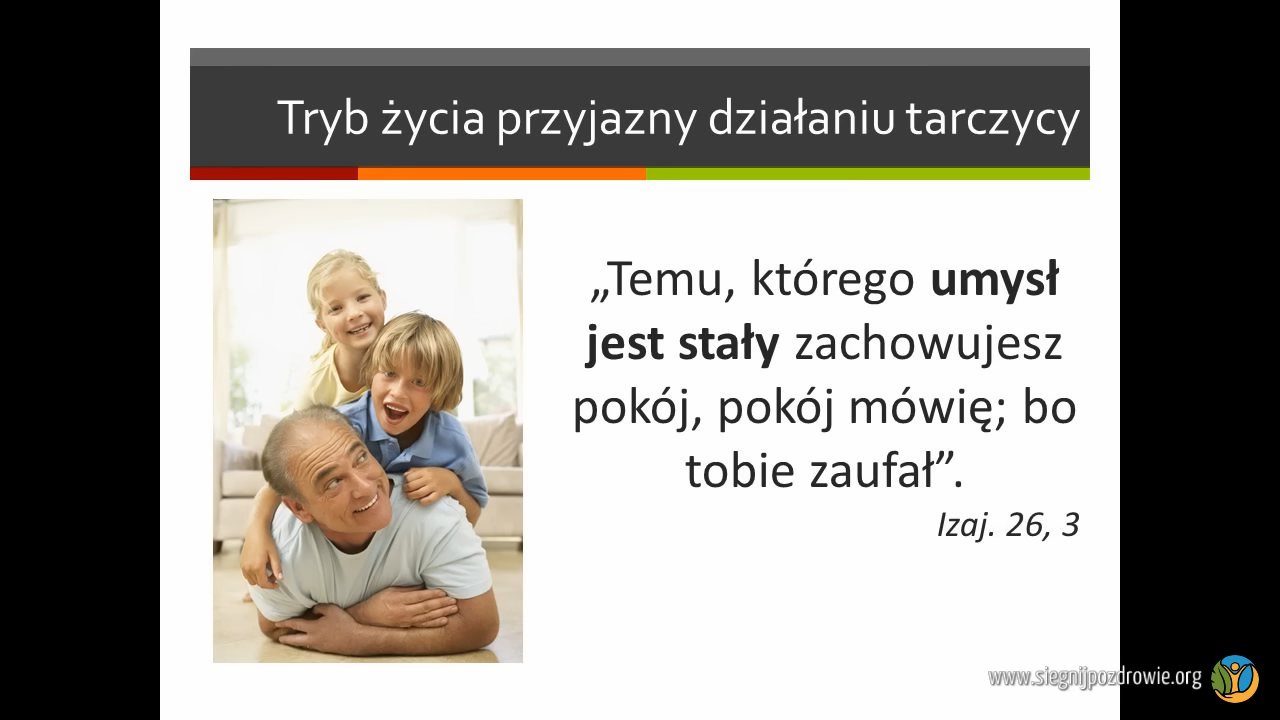 Tryb życia przyjazny działaniu tarczycy
„Temu, którego umysł
jest stały zachowujesz
pokój, pokój mówię; bo
tobie zaufał”.
Izaj. 26, 3
www.siegnijpozdrowie.org